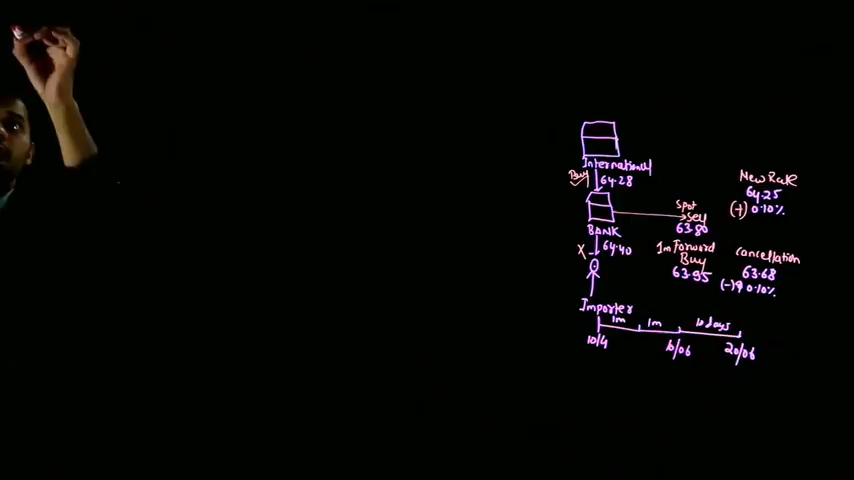 International
Buy
64.28
BANK
X
64.40
Importer
Spot
Sell
63.80
1m Forward
Buy
63.95
New Rate
64.25
(+) 0.10%
Cancellation
63.68
(-) 0.10%
1m
1m
10 days
10/4
10/06
20/06